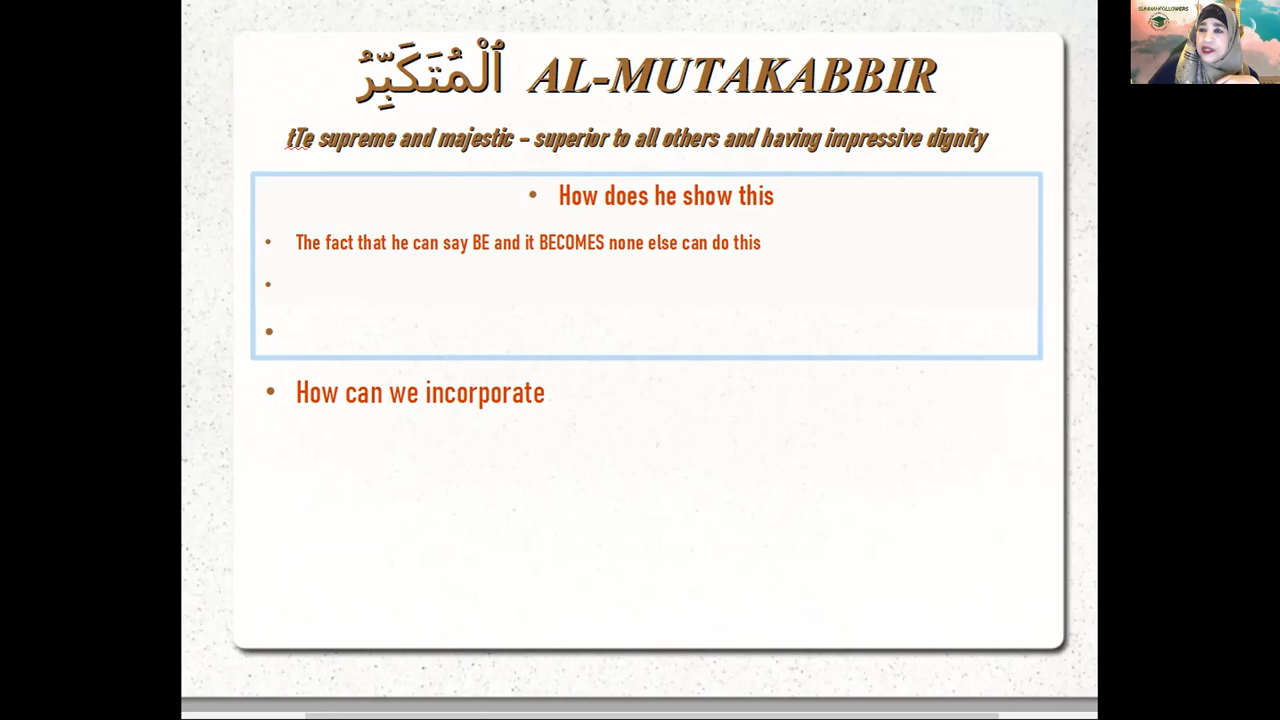 ٱلْمُتَكَبِّرُ AL-MUTAKABBIR
tTe supreme and majestic – superior to all others and having impressive dignity
• How does he show this
• The fact that he can say BE and it BECOMES none else can do this
•
•
• How can we incorporate
SUNNAHFOLLOWERS